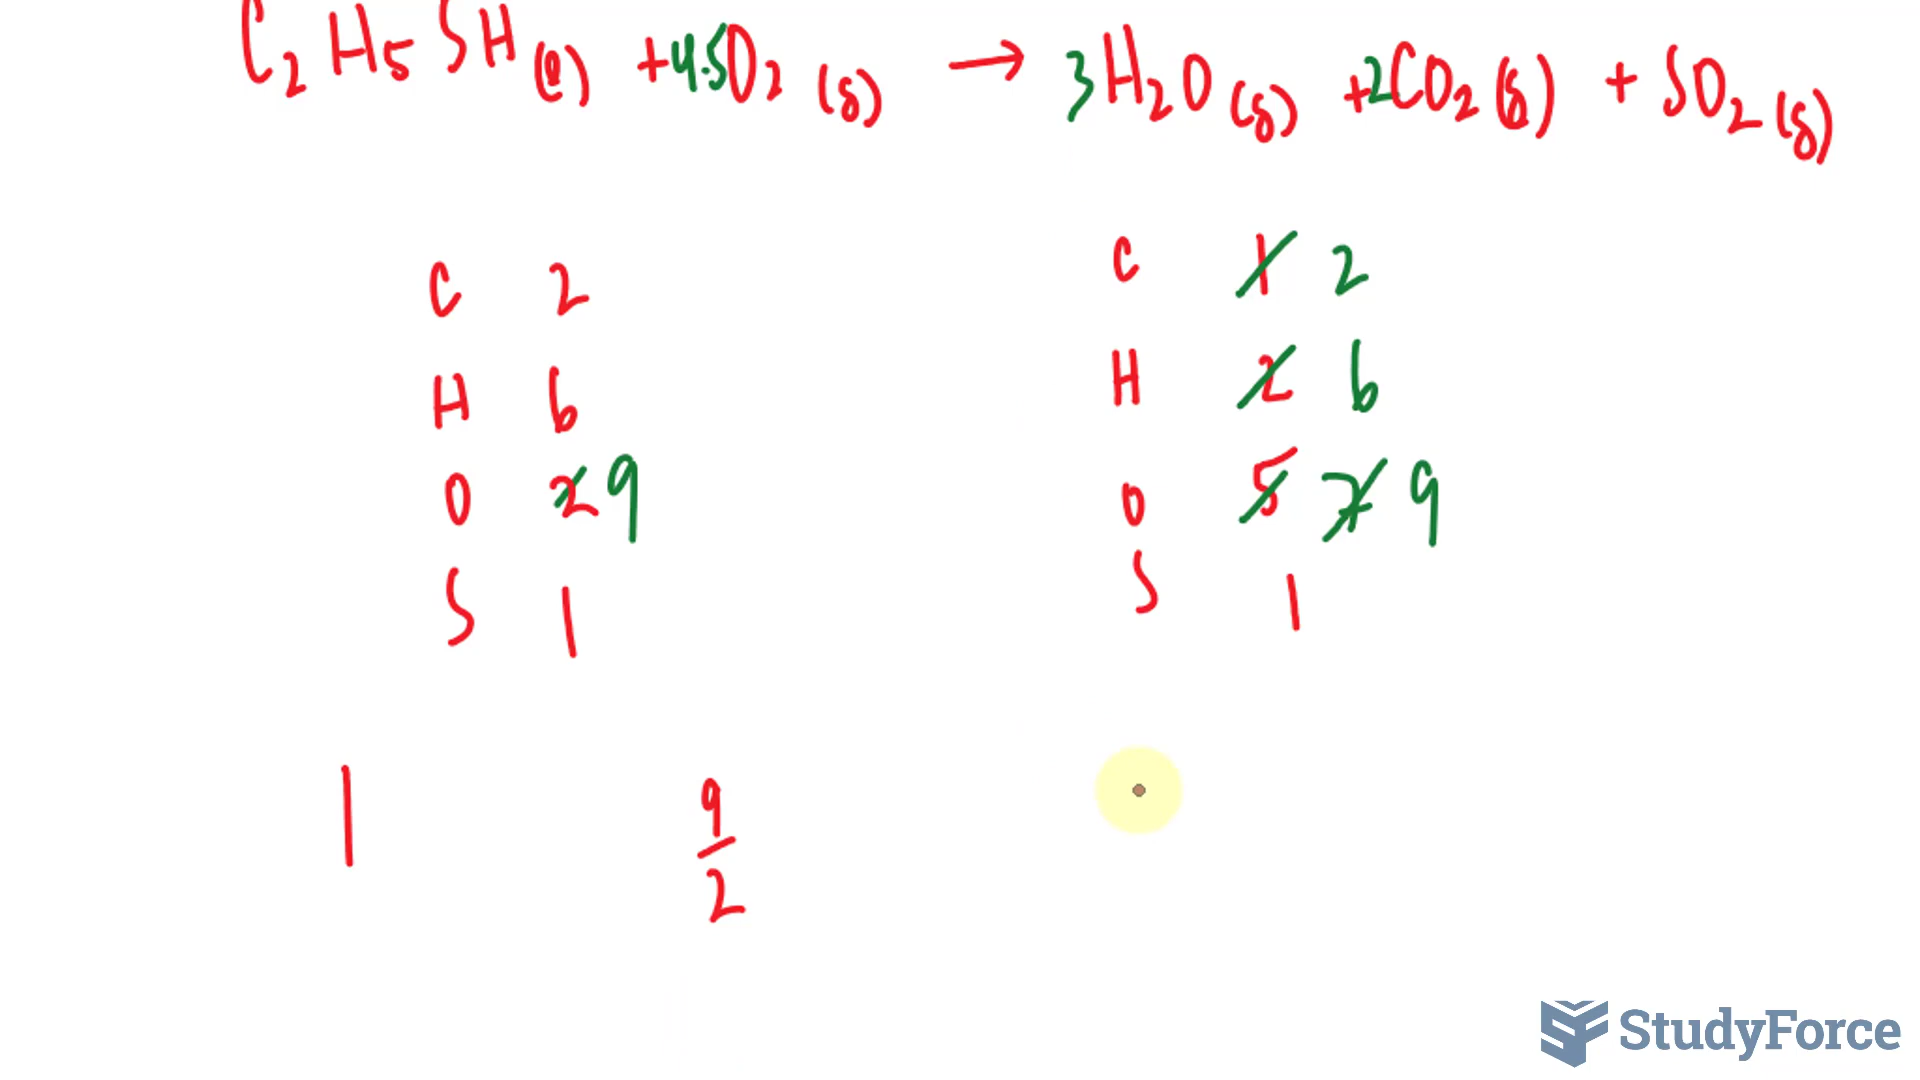 C₂H₅SH(l) + 4.5O₂(g) → 3H₂O(g) + 2CO₂(g) + SO₂(g)
C 2 C 1 2
H 6 H 2 6
O 2 9 O 5 7 9
S 1 S 1
1 9/2
StudyForce